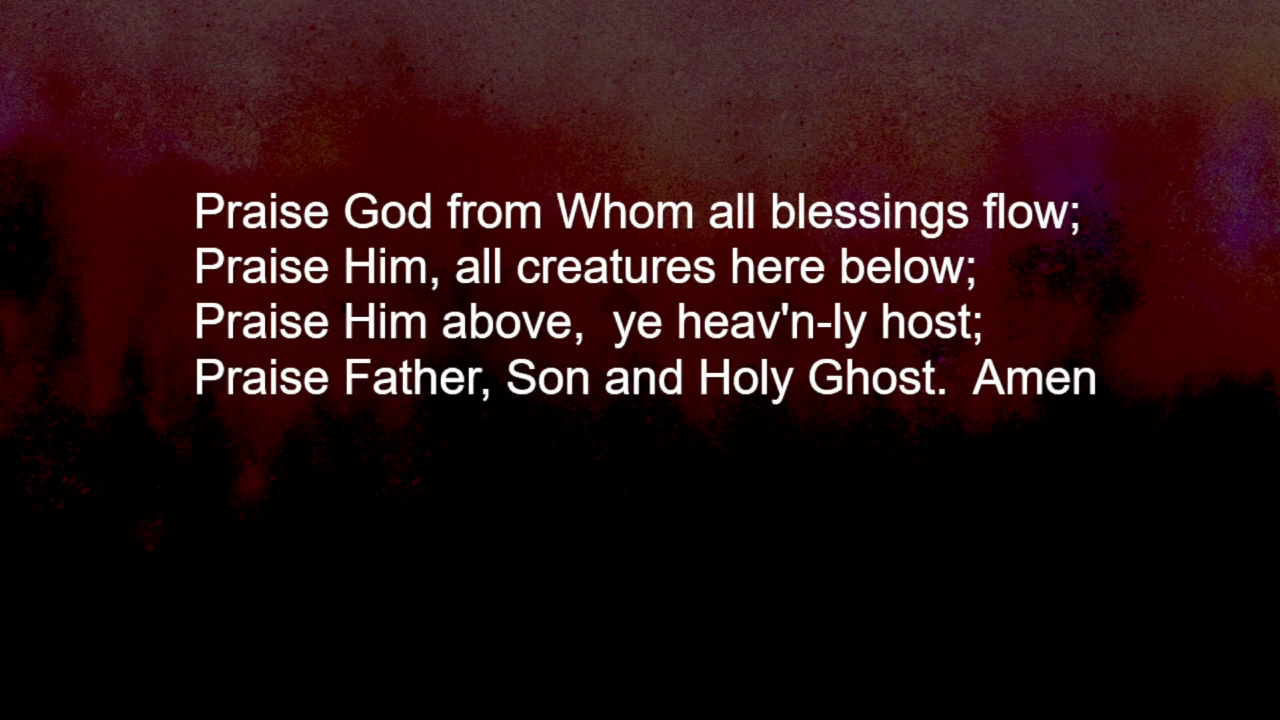 Praise God from Whom all blessings flow;
Praise Him, all creatures here below;
Praise Him above,  ye heav'n-ly host;
Praise Father, Son and Holy Ghost.  Amen